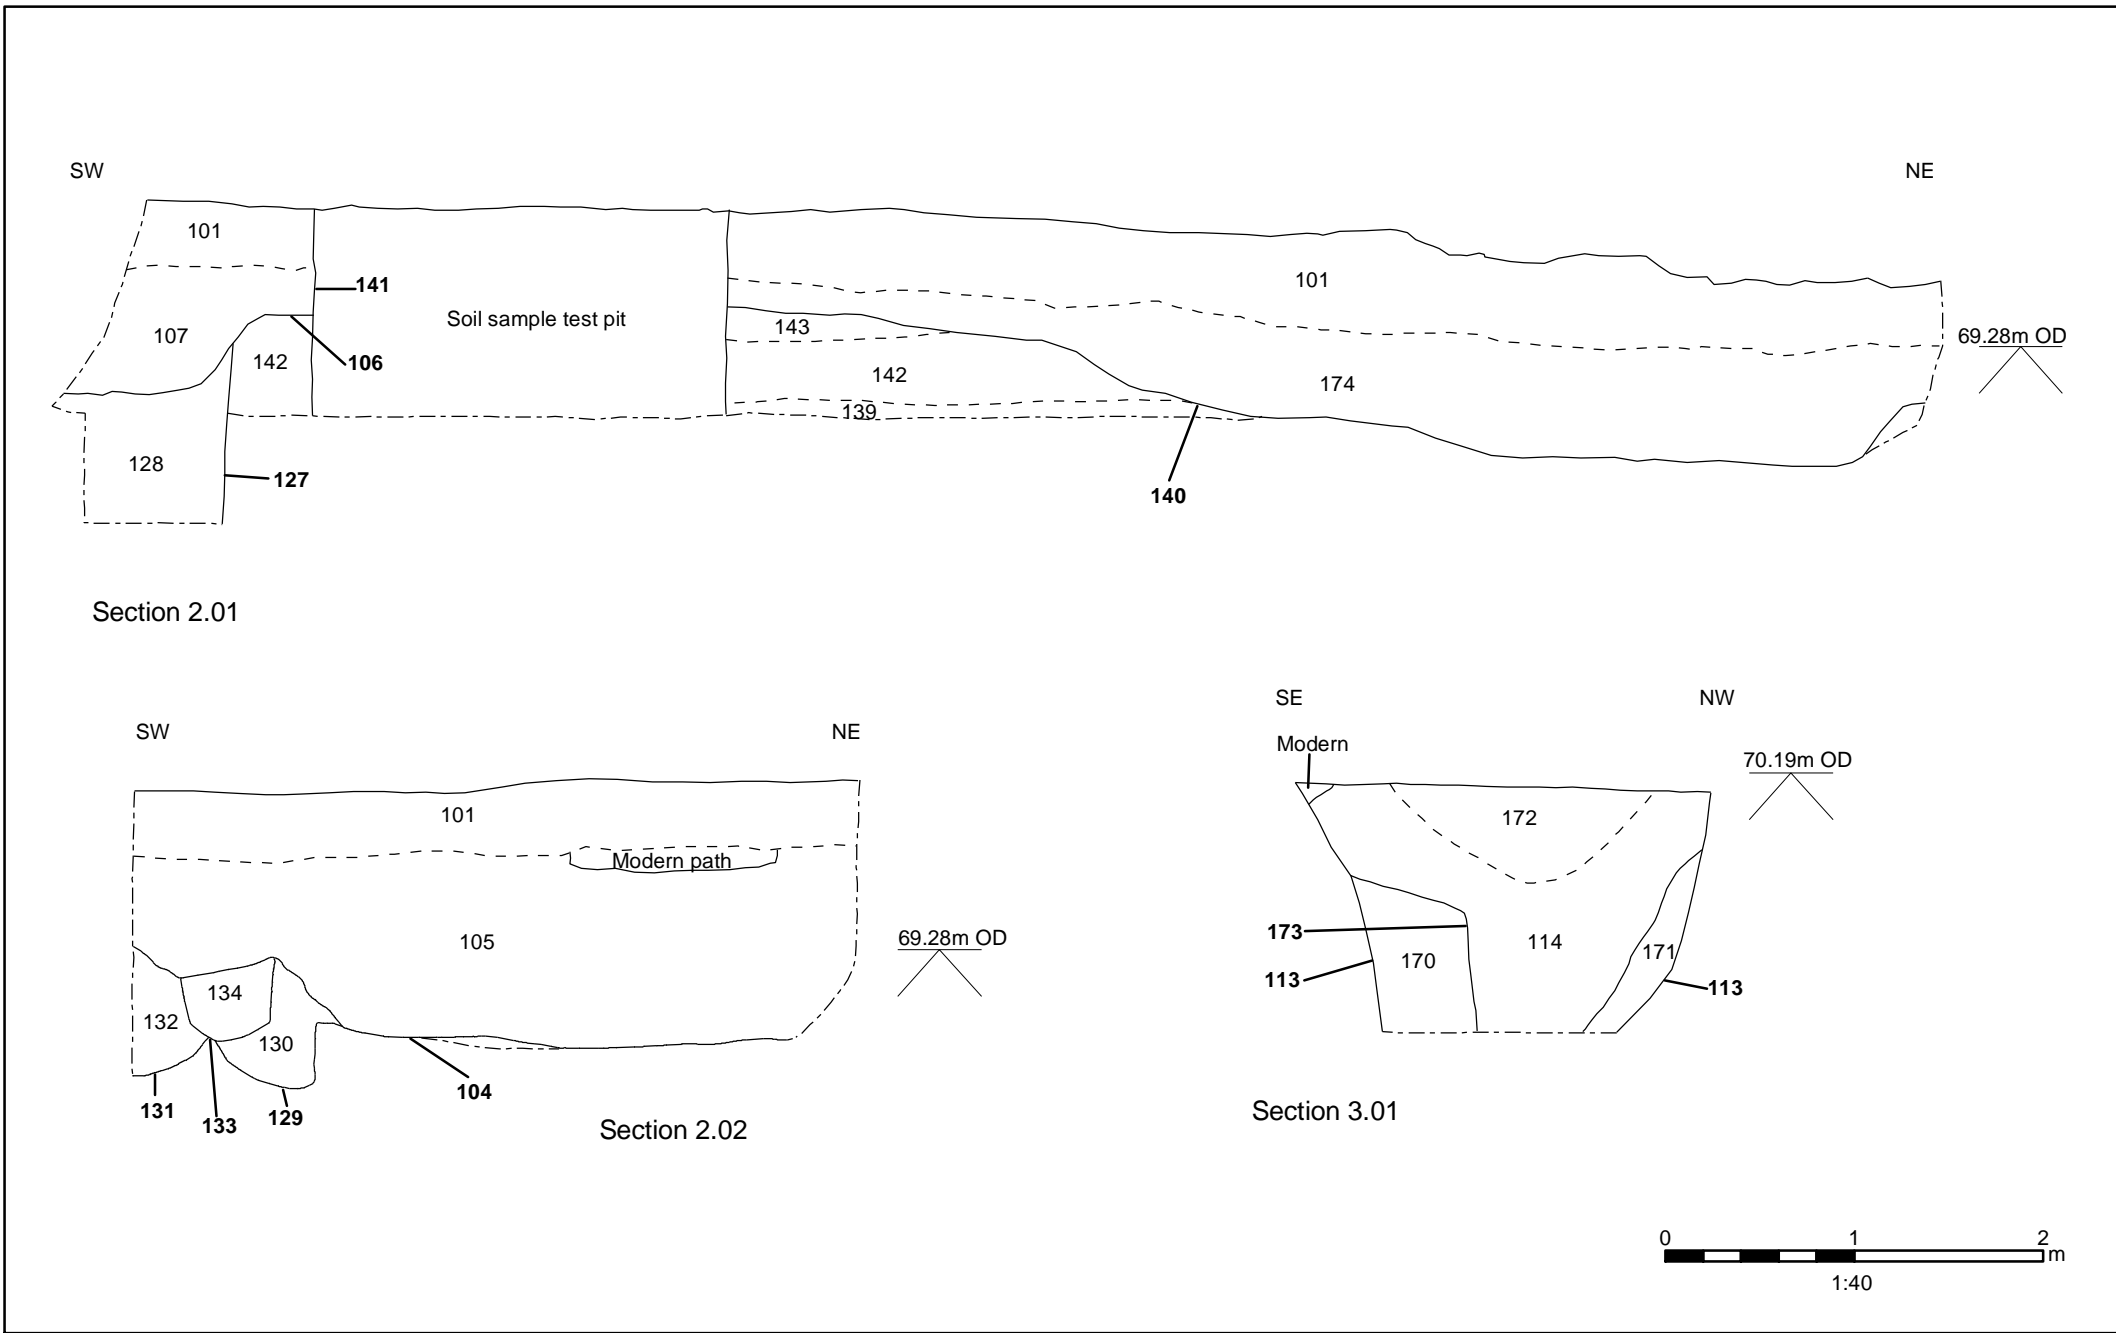 SW
NE
101
141
101
Soil sample test pit
143
107
69.28m OD
142
106
142
174
139
128
127
140
Section 2.01
SW
NE
101
Modern path
105
69.28m OD
134
132
130
104
131
133
129
Section 2.02
SE
NW
Modern
70.19m OD
172
173
114
171
170
113
113
Section 3.01
0 1 2
m
1:40